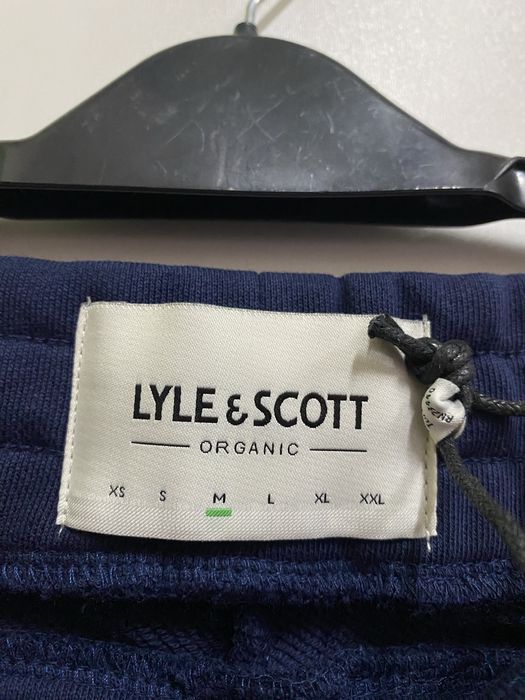 LYLE & SCOTT
ORGANIC
XS S M L XL XXL